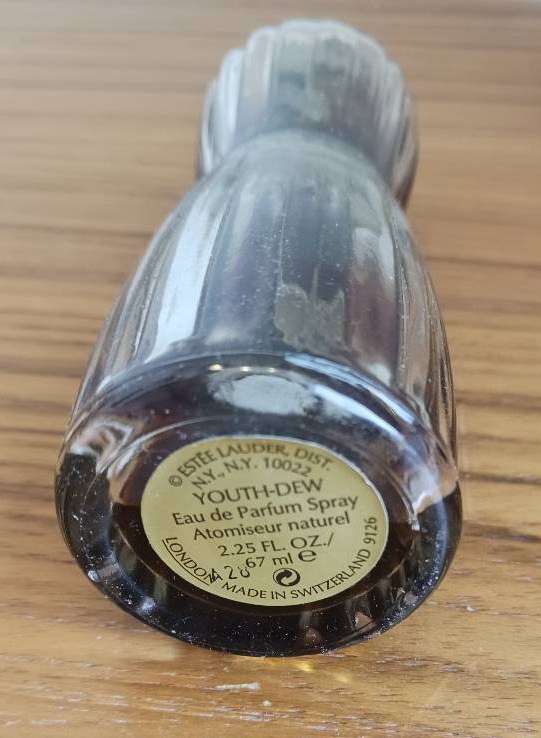 © ESTÉE LAUDER, DIST.
N.Y., N.Y. 10022
YOUTH-DEW
Eau de Parfum Spray
Atomiseur naturel
2.25 FL. OZ./
67 ml ℮
LONDON MADE IN SWITZERLAND 9126